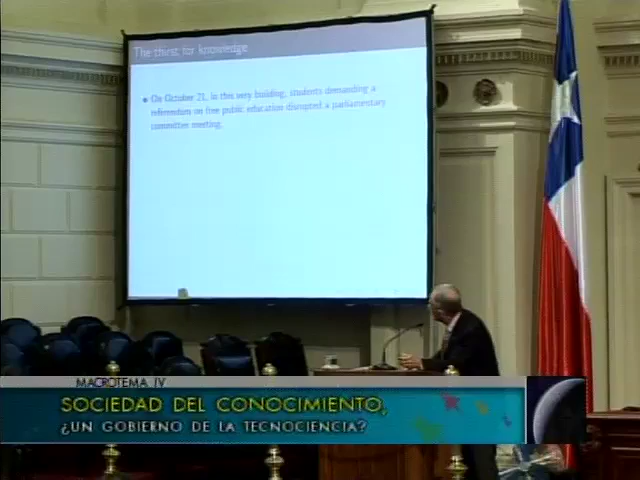 The thirst for knowledge
On October 21, in this very building, students demanding a
referendum on free public education disrupted a parliamentary
committee meeting.
MACROTEMA IV
SOCIEDAD DEL CONOCIMIENTO,
¿UN GOBIERNO DE LA TECNOCIENCIA?